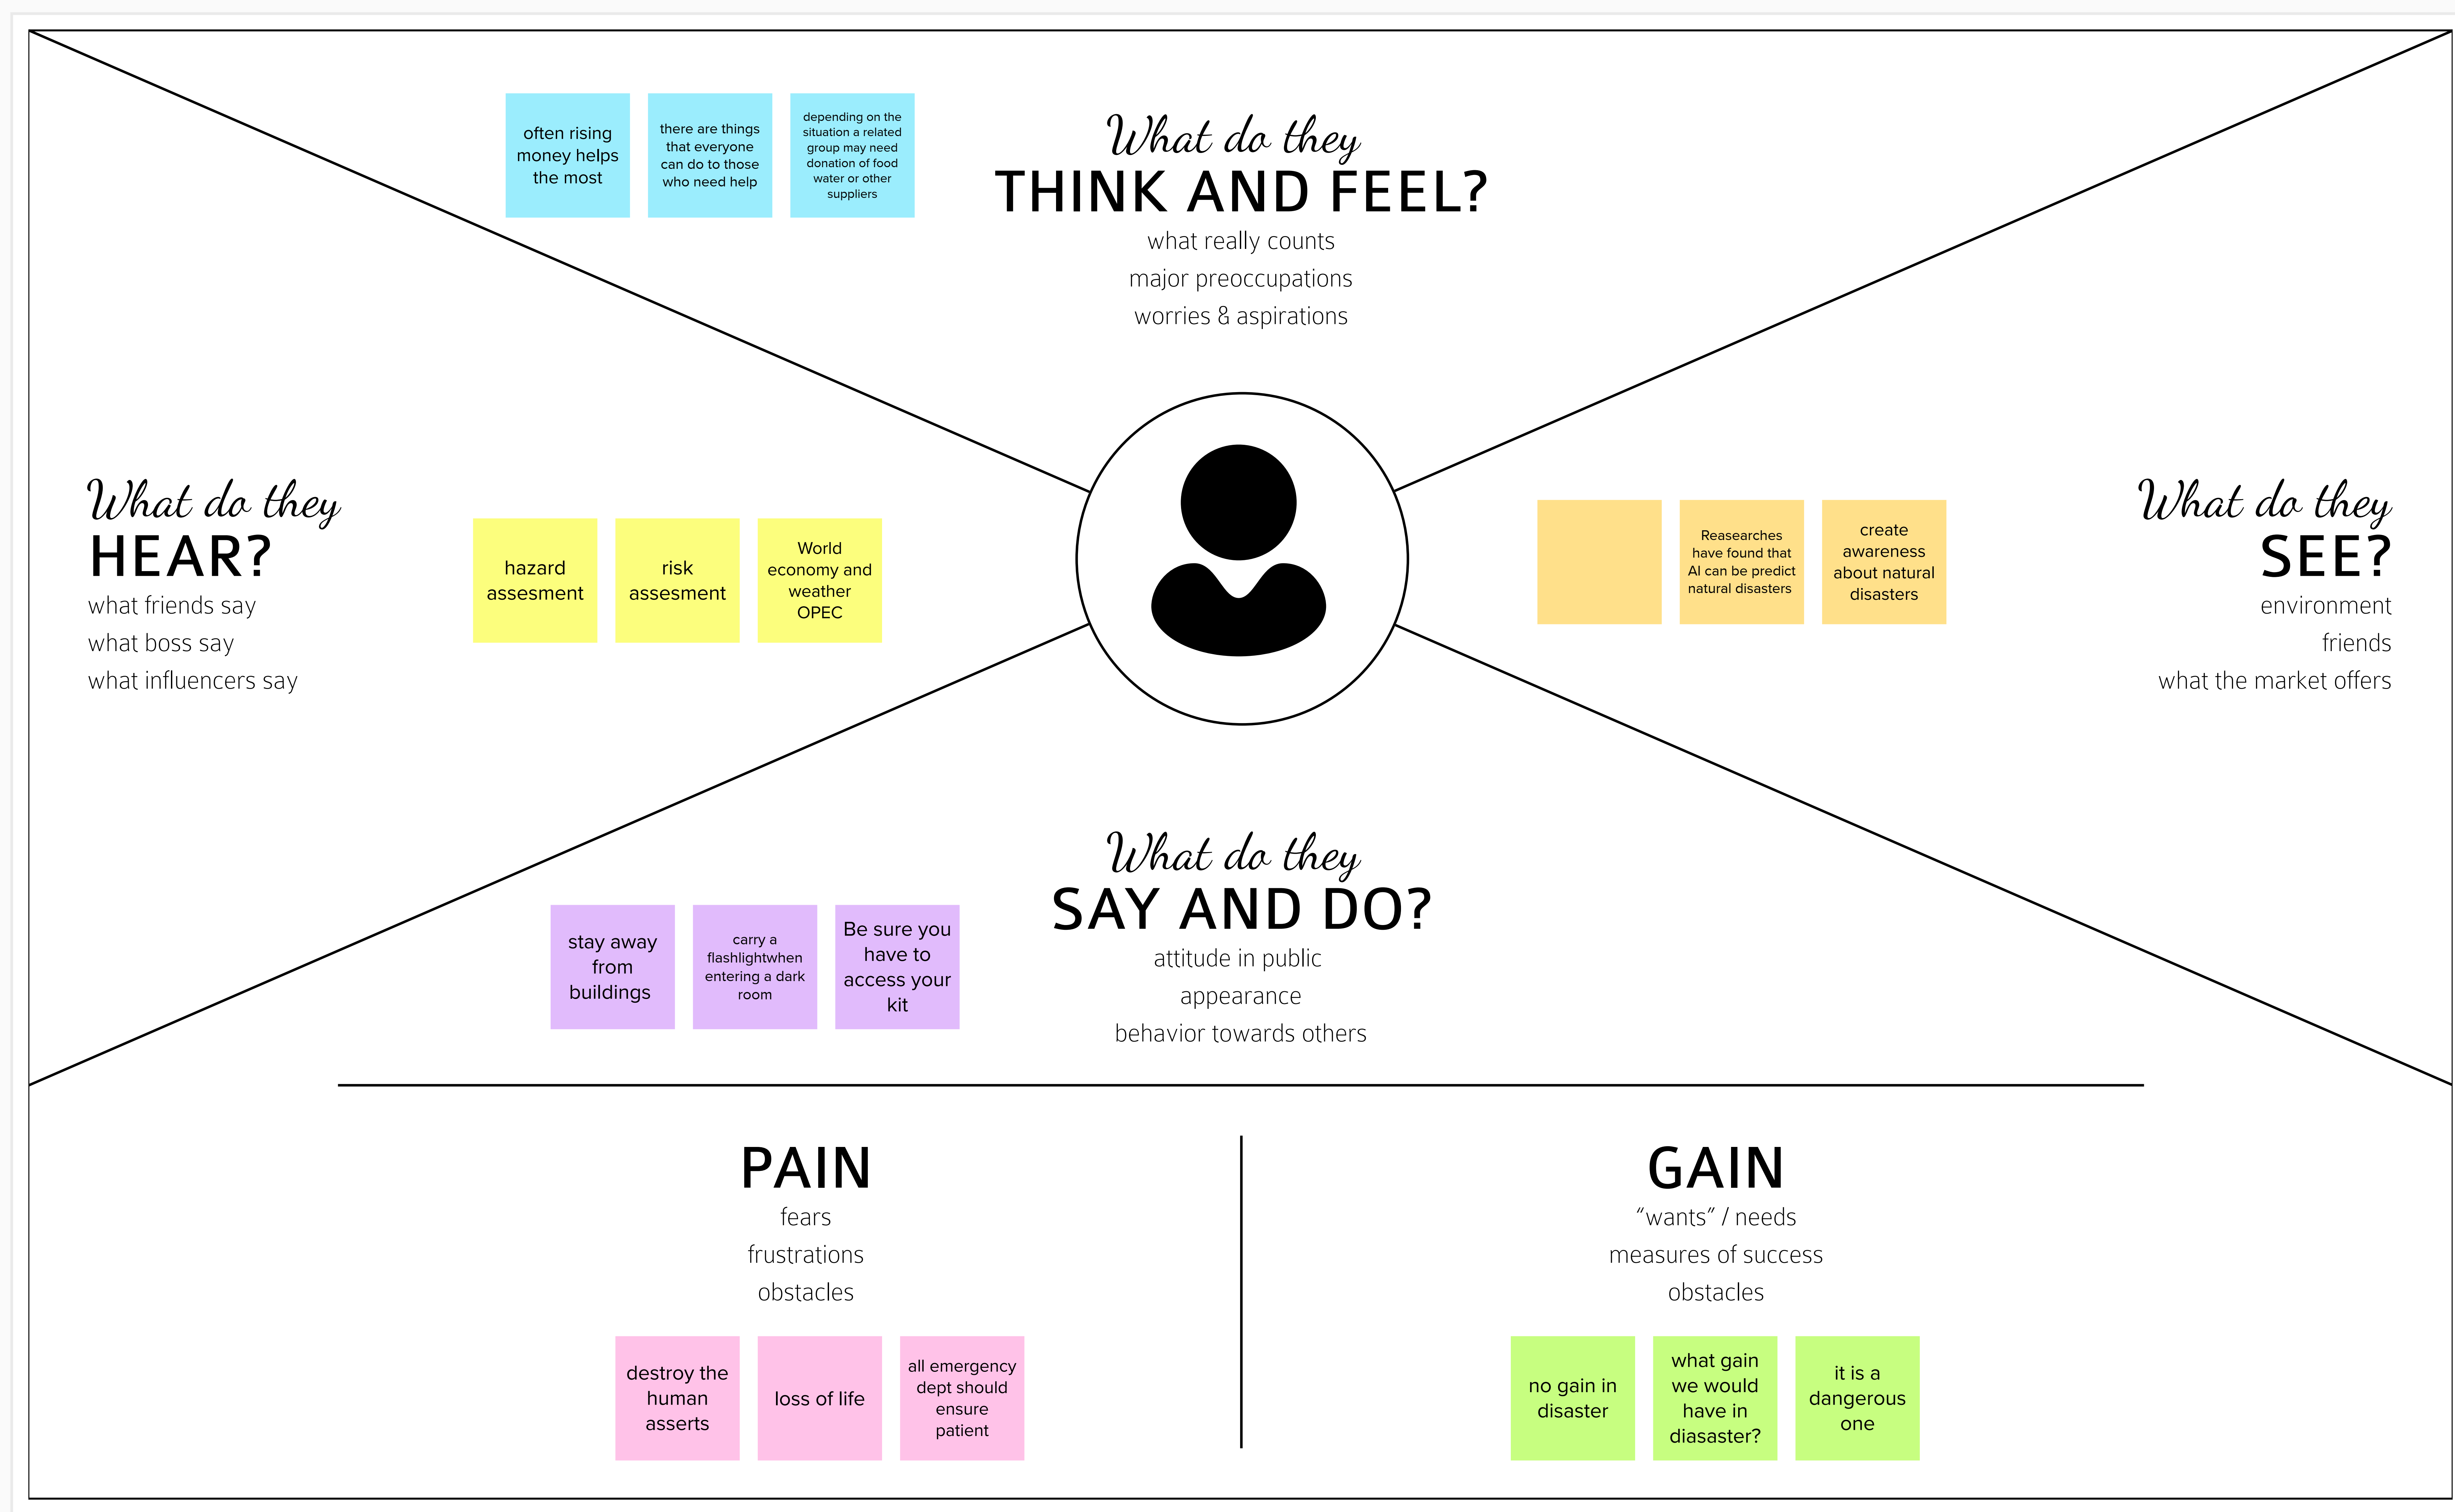 often rising
money helps
the most
there are things
that everyone
can do to those
who need help
depending on the
situation a related
group may need
donation of food
water or other
suppliers
What do they
THINK AND FEEL?
what really counts
major preoccupations
worries & aspirations
What do they
HEAR?
what friends say
what boss say
what influencers say
hazard
assesment
risk
assesment
World
economy and
weather
OPEC
Reasearches
have found that
AI can be predict
natural disasters
create
awareness
about natural
disasters
What do they
SEE?
environment
friends
what the market offers
What do they
SAY AND DO?
attitude in public
appearance
behavior towards others
stay away
from
buildings
carry a
flashlightwhen
entering a dark
room
Be sure you
have to
access your
kit
PAIN
fears
frustrations
obstacles
destroy the
human
asserts
loss of life
all emergency
dept should
ensure
patient
GAIN
“wants” / needs
measures of success
obstacles
no gain in
disaster
what gain
we would
have in
diasaster?
it is a
dangerous
one